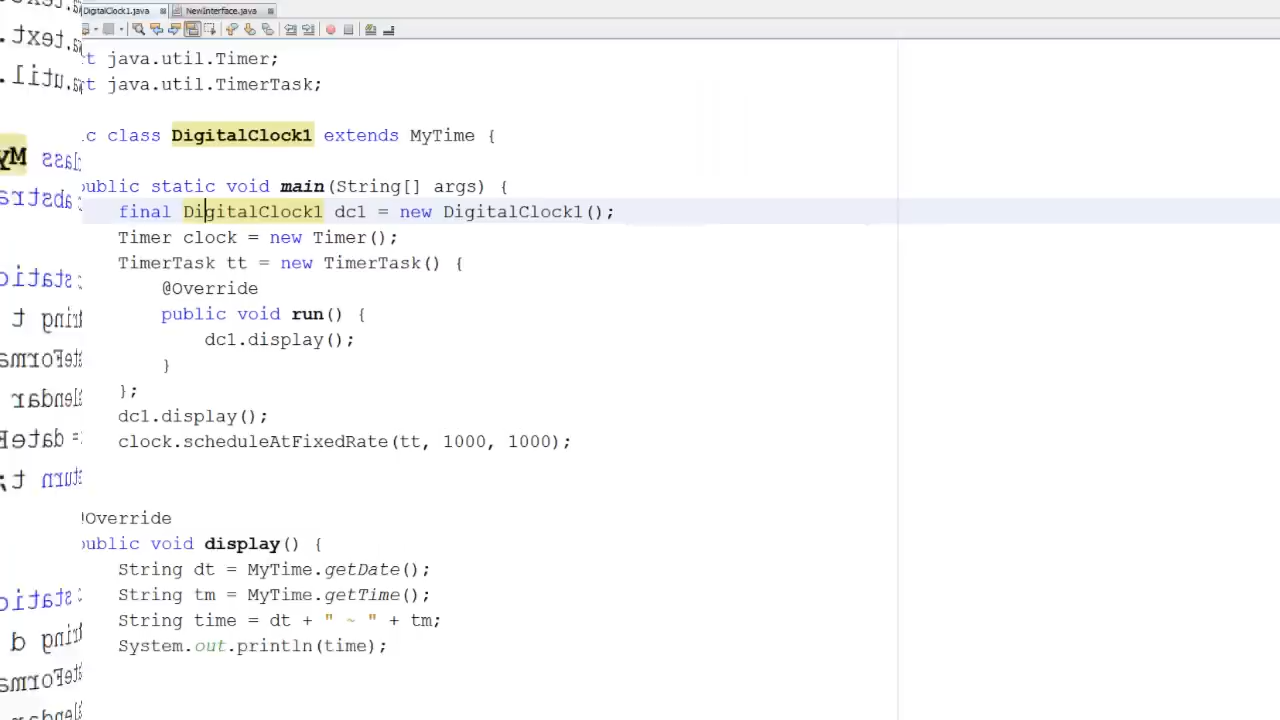 DigitalClock1.java
NewInterface.java
t java.util.Timer;
t java.util.TimerTask;
c class DigitalClock1 extends MyTime {
public static void main(String[] args) {
final DigitalClock1 dc1 = new DigitalClock1();
Timer clock = new Timer();
TimerTask tt = new TimerTask() {
@Override
public void run() {
dc1.display();
}
};
dc1.display();
clock.scheduleAtFixedRate(tt, 1000, 1000);
@Override
public void display() {
String dt = MyTime.getDate();
String tm = MyTime.getTime();
String time = dt + " ~ " + tm;
System.out.println(time);